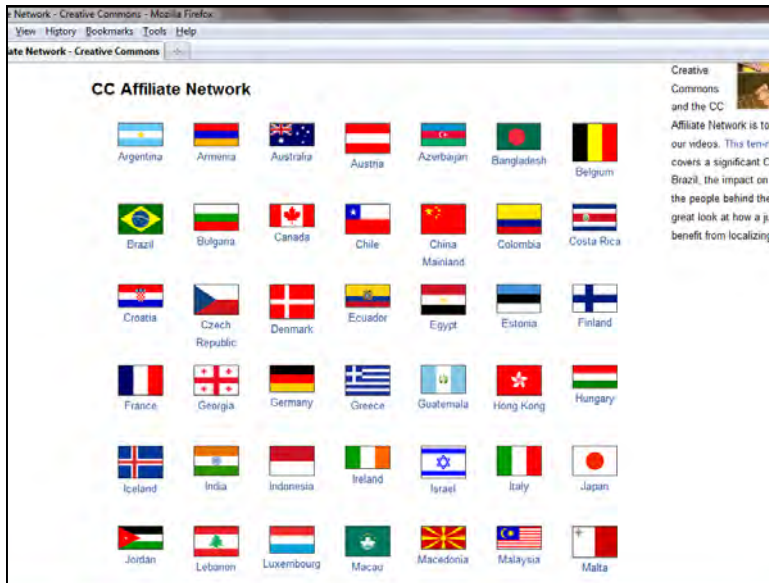 e Network - Creative Commons - Mozilla Firefox
View History Bookmarks Tools Help
ate Network - Creative Commons
CC Affiliate Network
Argentina Armenia Australia Austria Azerbaijan Bangladesh Belgium
Brazil Bulgaria Canada Chile China Mainland Colombia Costa Rica
Croatia Czech Republic Denmark Ecuador Egypt Estonia Finland
France Georgia Germany Greece Guatemala Hong Kong Hungary
Iceland India Indonesia Ireland Israel Italy Japan
Jordan Lebanon Luxembourg Macau Macedonia Malaysia Malta
Creative
Commons
and the CC
Affiliate Network is to
our videos. This ten-
covers a significant C
Brazil, the impact on
the people behind the
great look at how a ju
benefit from localizing